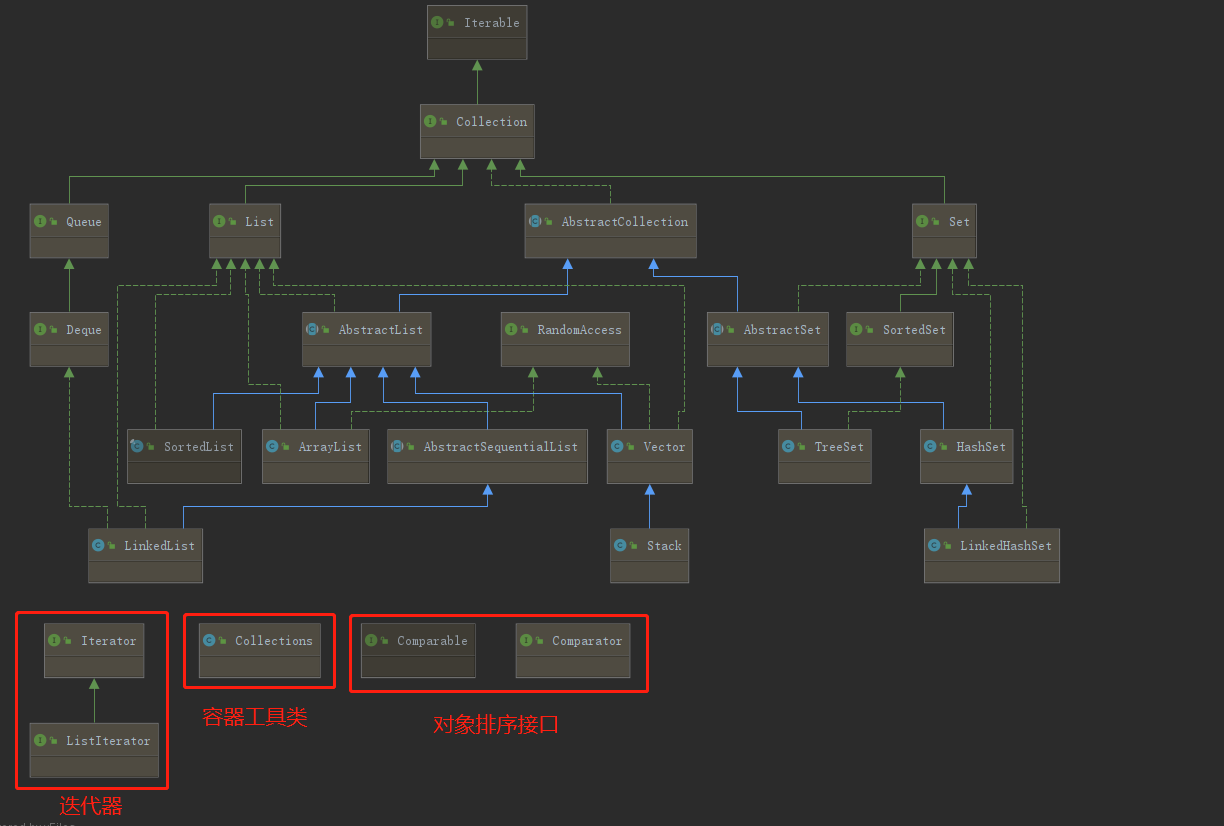 Iterable
Collection
Queue
List
AbstractCollection
Set
Deque
AbstractList
RandomAccess
AbstractSet
SortedSet
SortedList
ArrayList
AbstractSequentialList
Vector
TreeSet
HashSet
LinkedList
Stack
LinkedHashSet
Iterator
Collections
Comparable
Comparator
容器工具类
对象排序接口
ListIterator
迭代器